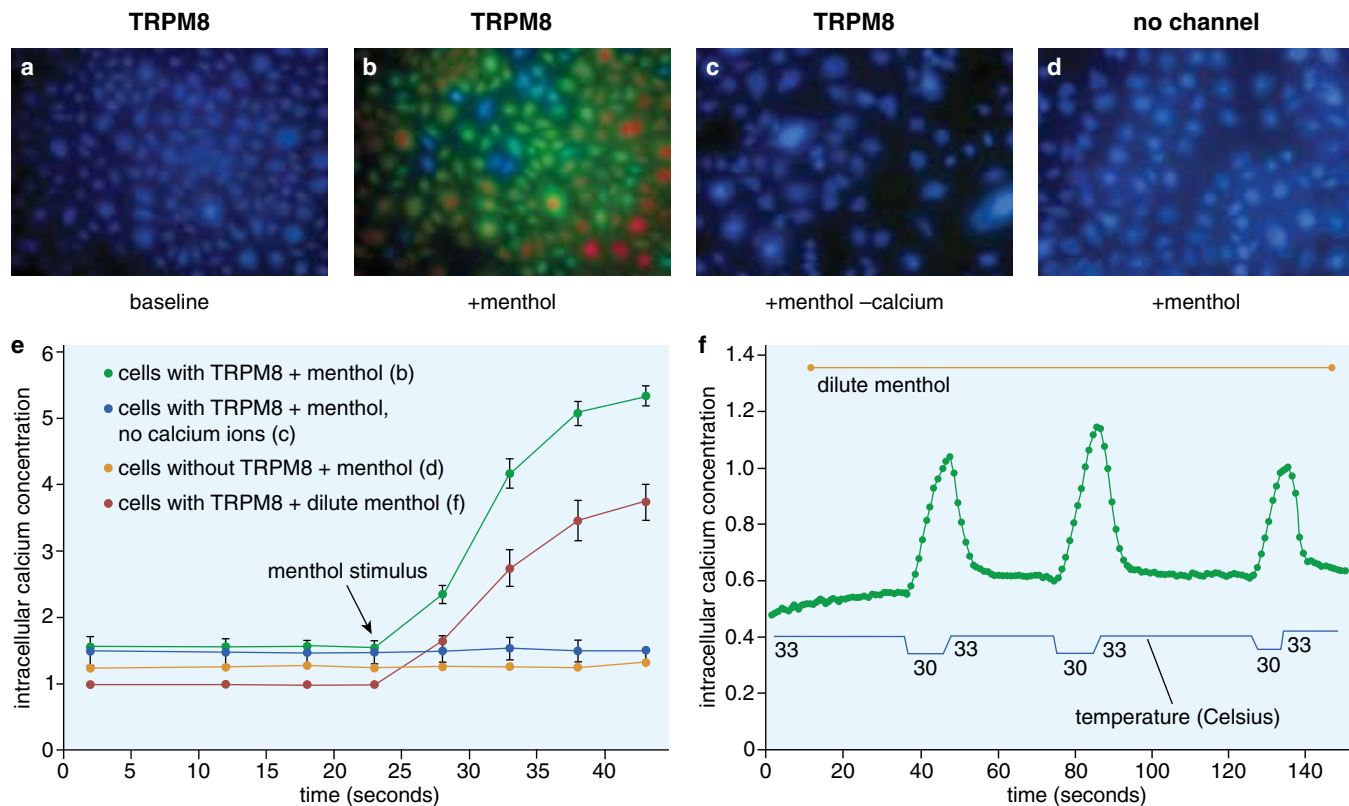 TRPM8
TRPM8
TRPM8
no channel
a
b
c
d
baseline
+menthol
+menthol –calcium
+menthol
e
6
5
4
3
2
1
0
intracellular calcium concentration
cells with TRPM8 + menthol (b)
cells with TRPM8 + menthol,
no calcium ions (c)
cells without TRPM8 + menthol (d)
cells with TRPM8 + dilute menthol (f)
menthol stimulus
0 5 10 15 20 25 30 35 40
time (seconds)
f
1.4
1.2
1.0
0.8
0.6
0.4
0.2
0
intracellular calcium concentration
dilute menthol
33 30 33 30 33 30 33
temperature (Celsius)
0 20 40 60 80 100 120 140
time (seconds)